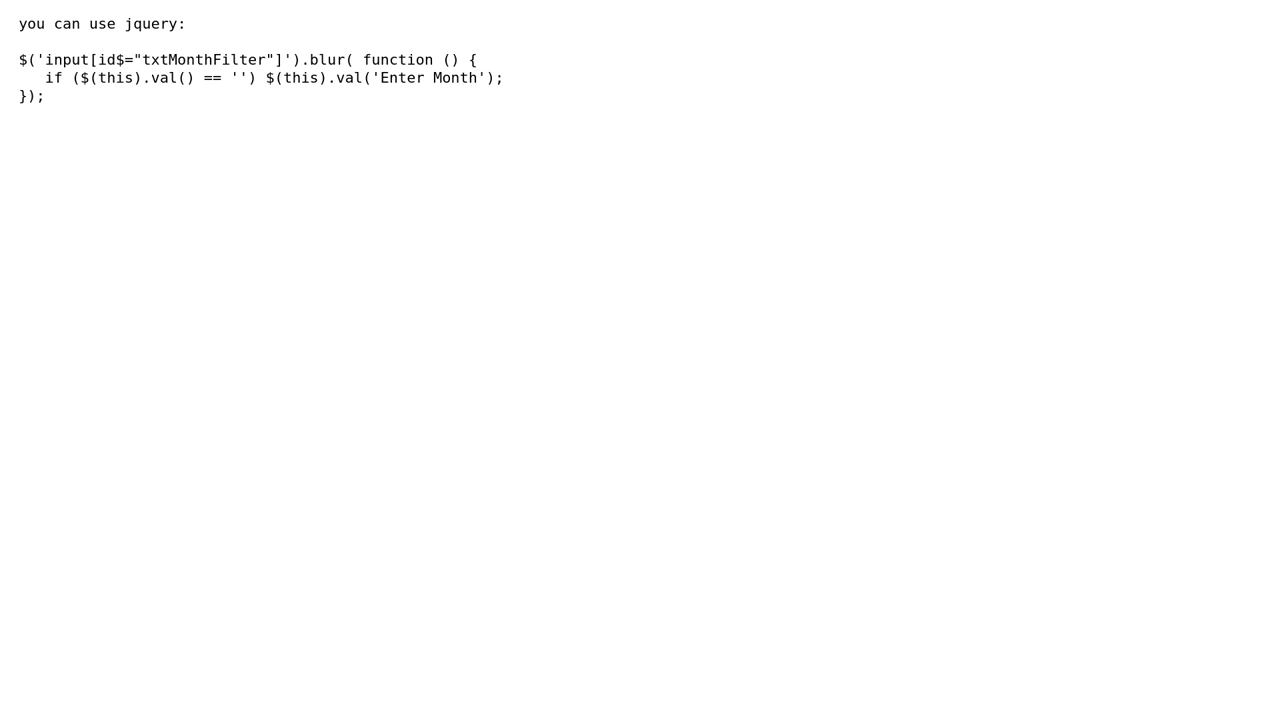 you can use jquery:

$('input[id$="txtMonthFilter"]').blur( function () {
   if ($(this).val() == '') $(this).val('Enter Month');
});